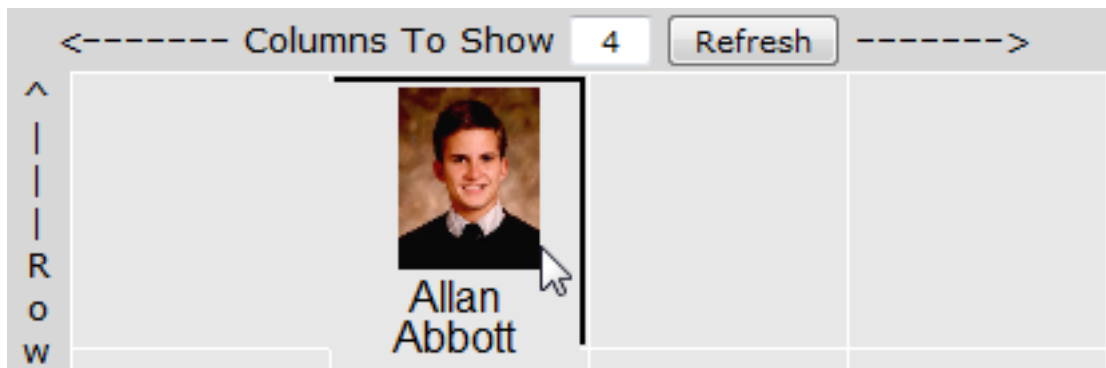 <------- Columns To Show 4 Refresh ------->
^
|
|
|
R
o
w
Allan
Abbott